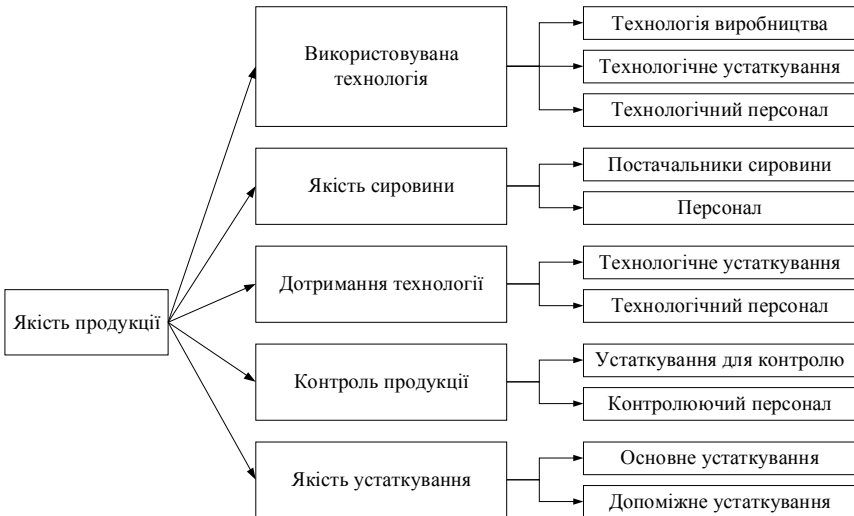 Якість продукції
Використовувана
технологія
Технологія виробництва
Технологічне устаткування
Технологічний персонал
Якість сировини
Постачальники сировини
Персонал
Дотримання технології
Технологічне устаткування
Технологічний персонал
Контроль продукції
Устаткування для контролю
Контролюючий персонал
Якість устаткування
Основне устаткування
Допоміжне устаткування